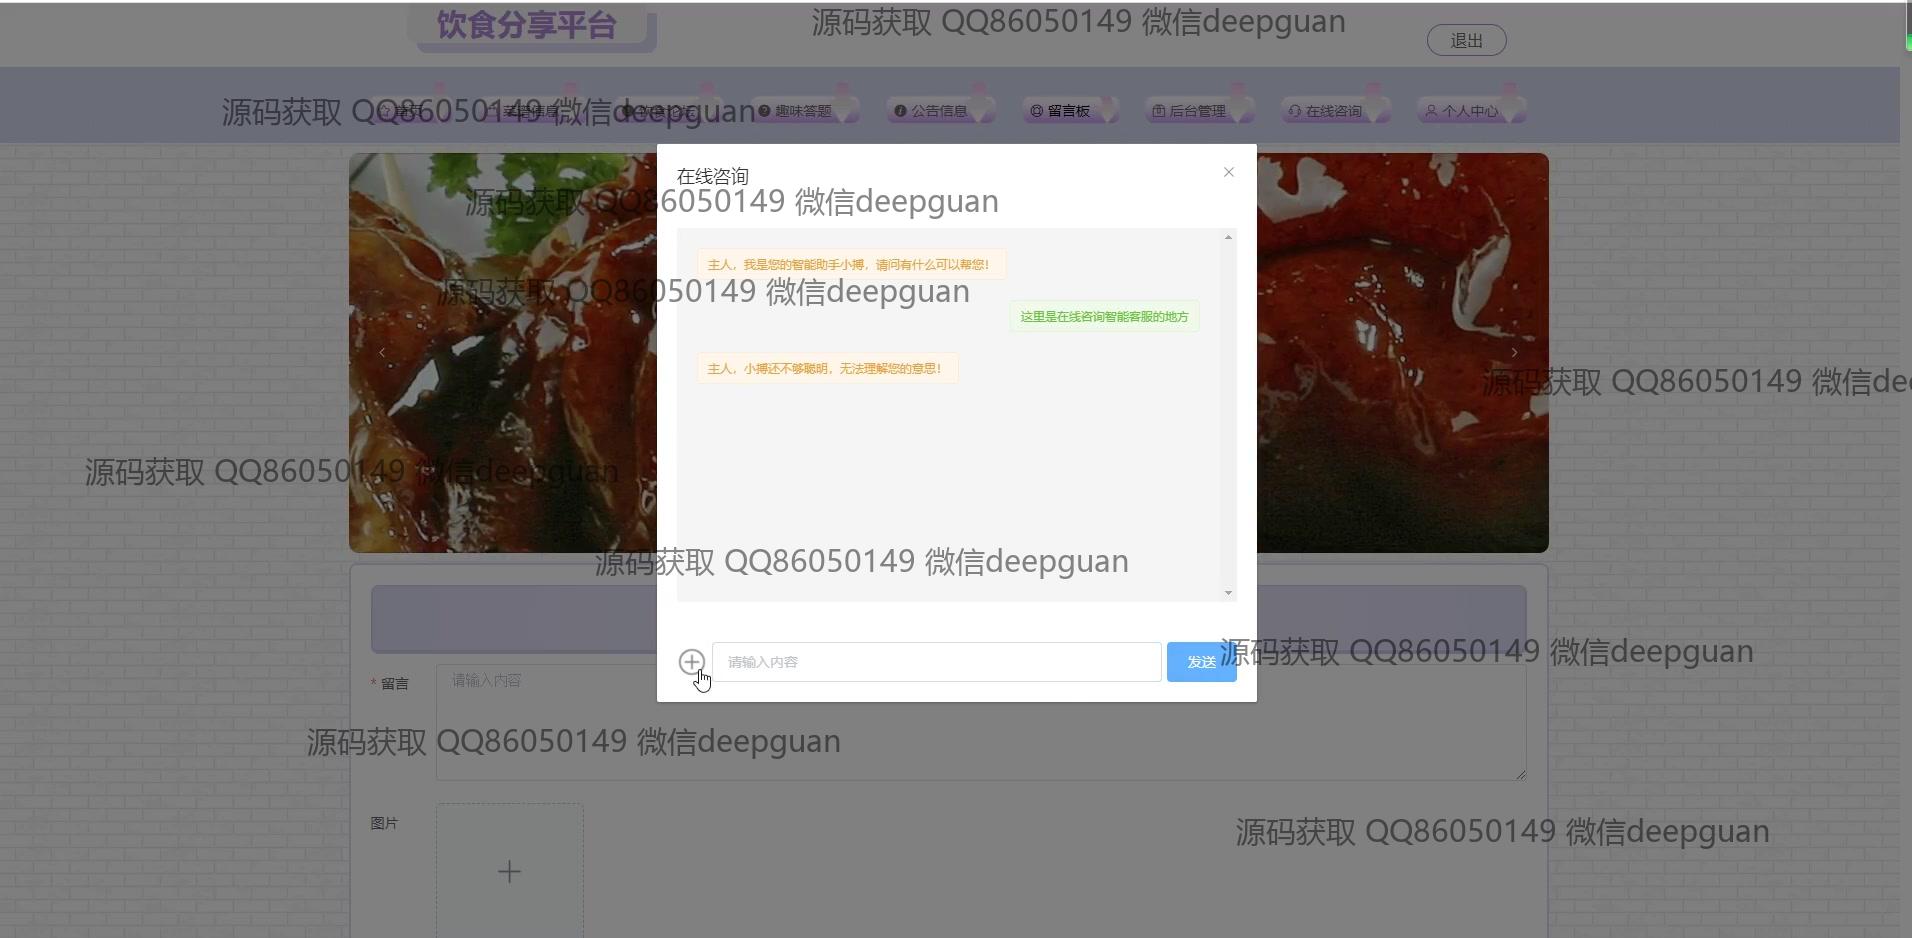 饮食分享平台
源码获取 QQ86050149 微信deepguan
退出
源码获取 QQ86050149 微信deepguan
首页
菜谱信息
趣味答题
公告信息
留言板
后台管理
在线咨询
个人中心
在线咨询
源码获取 QQ86050149 微信deepguan
主人，我是您的智能助手小搏，请问有什么可以帮您！
源码获取 QQ86050149 微信deepguan
这里是在线咨询智能客服的地方
主人，小搏还不够聪明，无法理解您的意思！
源码获取 QQ86050149 微信dee
源码获取 QQ86050149 微信deepguan
源码获取 QQ86050149 微信deepguan
请输入内容
发送
源码获取 QQ86050149 微信deepguan
* 留言
请输入内容
源码获取 QQ86050149 微信deepguan
图片
源码获取 QQ86050149 微信deepguan